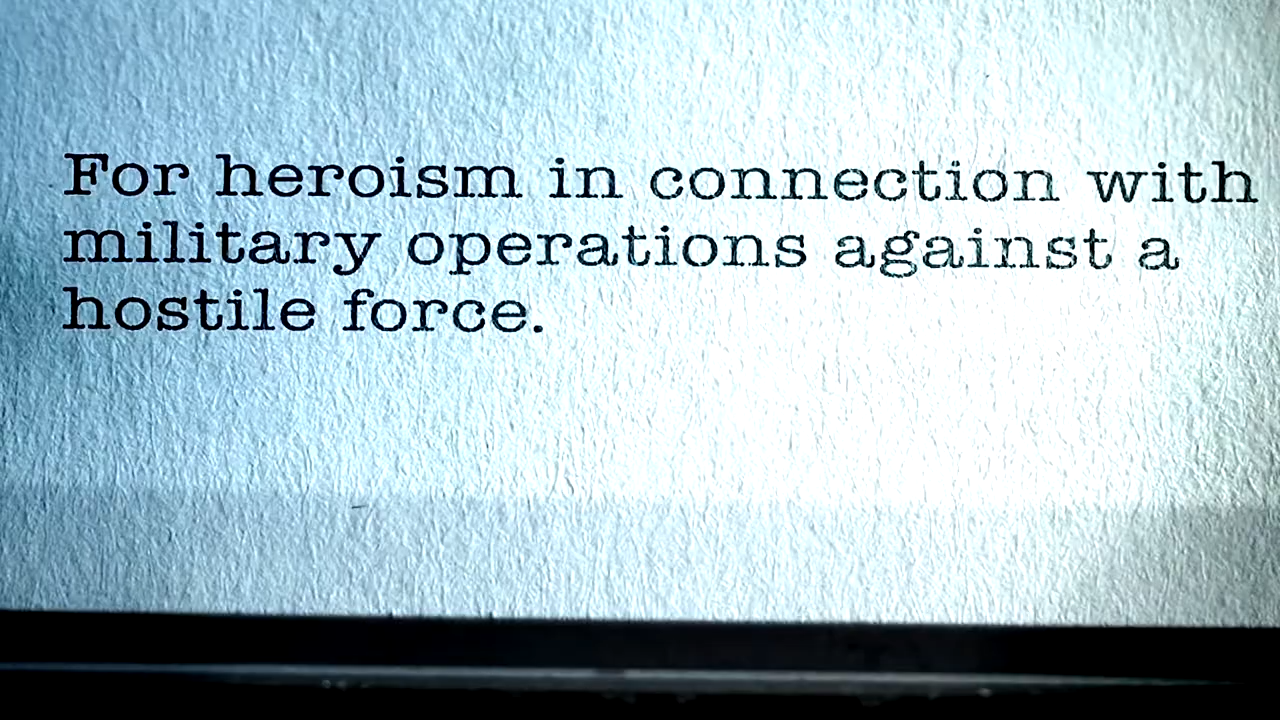 For heroism in connection with
military operations against a
hostile force.